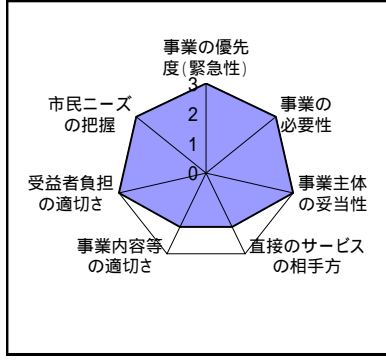 事業の優先
度(緊急性)
事業の
必要性
事業主体
の妥当性
直接のサービス
の相手方
事業内容等
の適切さ
受益者負担
の適切さ
市民ニーズ
の把握
3
2
1
0